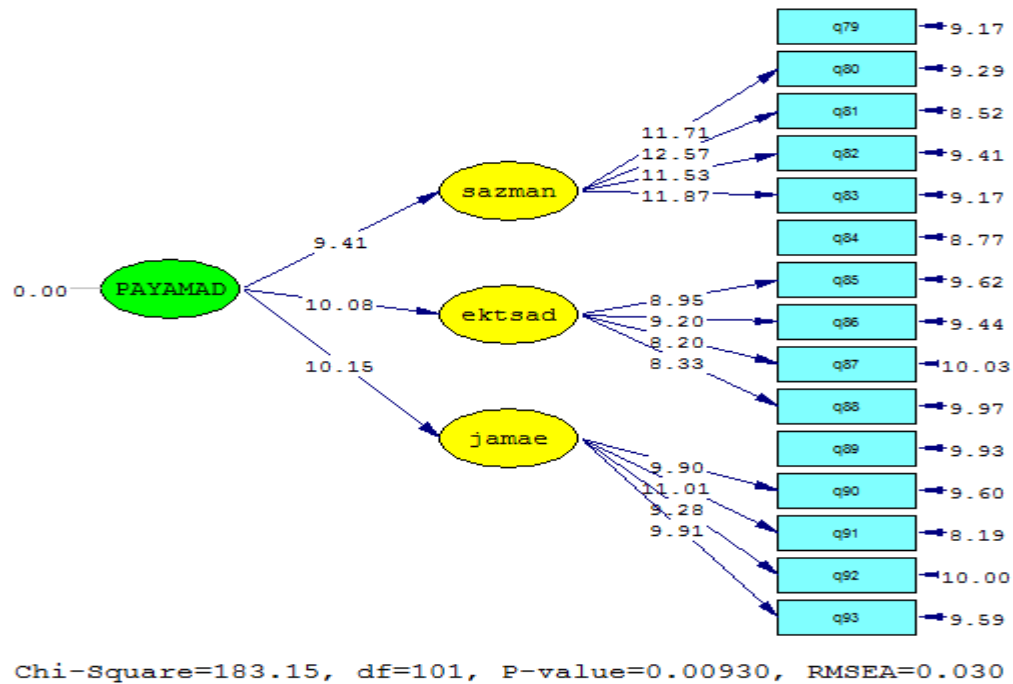 q79 9.17
q80 9.29
q81 8.52
11.71
12.57
q82 9.41
11.53
sazman
11.87
q83 9.17
q84 8.77
9.41
q85 9.62
0.00 PAYAMAD
10.08
8.95
ektsad
9.20
q86 9.44
8.20
10.15
8.33
q87 10.03
q88 9.97
jamae
q89 9.93
9.90
11.01
q90 9.60
9.28
9.91
q91 8.19
q92 10.00
q93 9.59
Chi-Square=183.15, df=101, P-value=0.00930, RMSEA=0.030